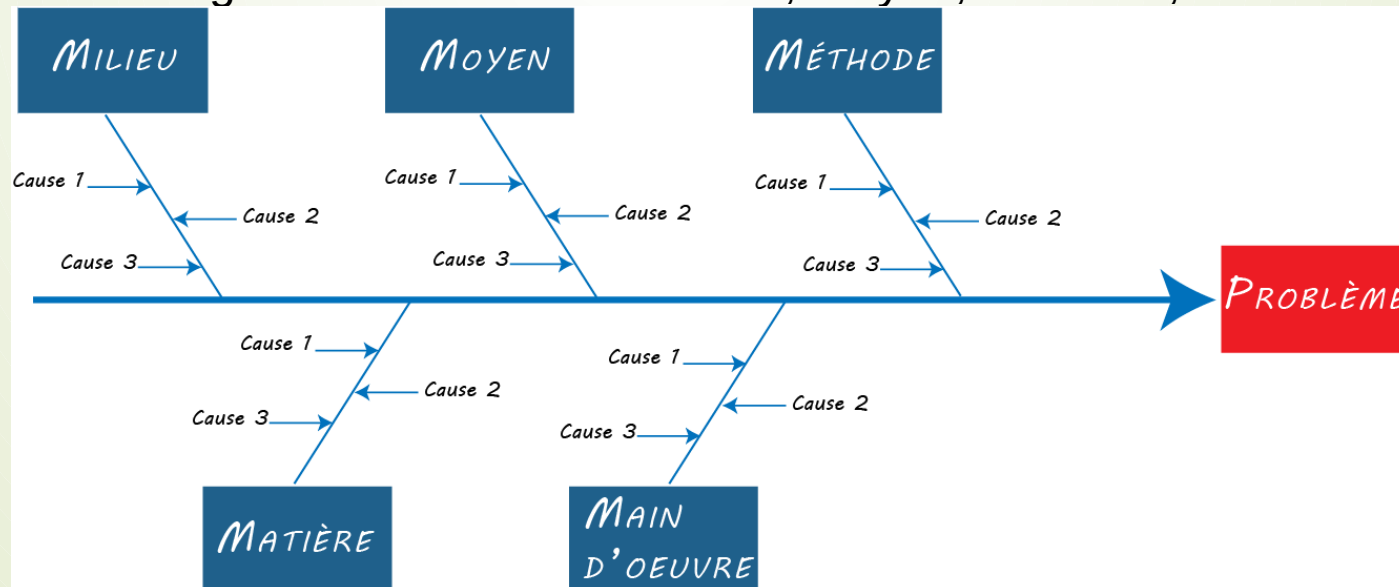 MILIEU
MOYEN
MÉTHODE
Cause 1
Cause 2
Cause 3
Cause 1
Cause 2
Cause 3
Cause 1
Cause 2
Cause 3
PROBLÈME
Cause 1
Cause 2
Cause 3
Cause 1
Cause 2
Cause 3
MATIÈRE
MAIN
D'OEUVRE